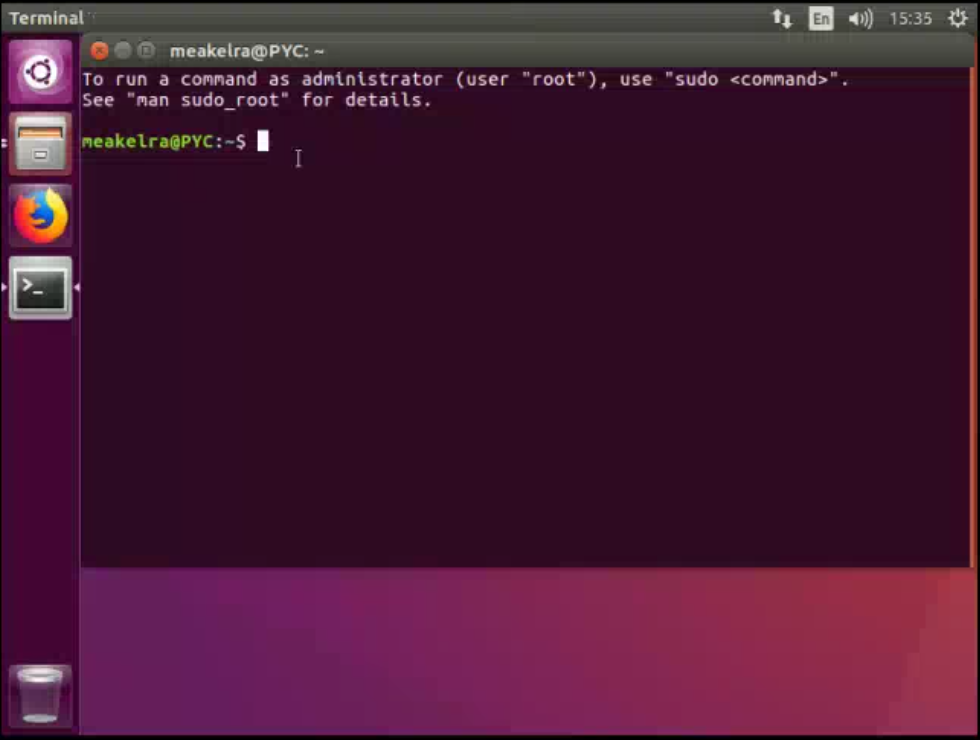 Terminal
En
15:35
meakelra@PYC: ~
To run a command as administrator (user "root"), use "sudo <command>".
See "man sudo_root" for details.
meakelra@PYC:~$
>_